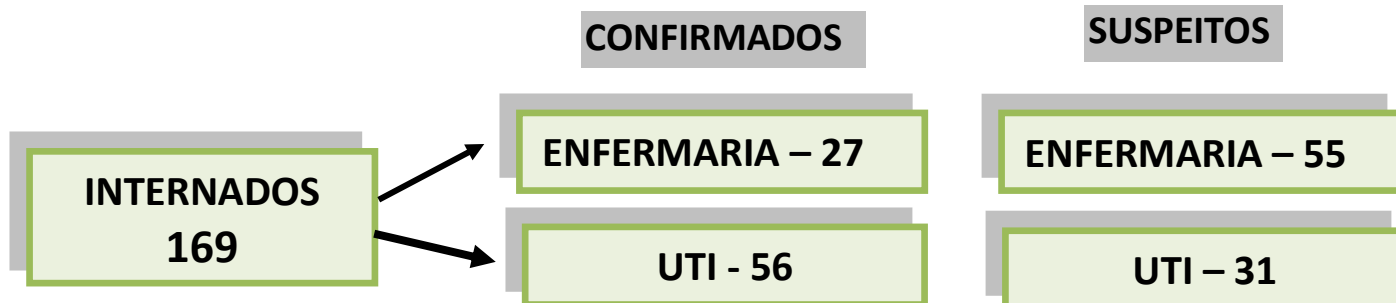 CONFIRMADOS
SUSPEITOS
INTERNADOS
169
ENFERMARIA – 27
ENFERMARIA – 55
UTI - 56
UTI – 31